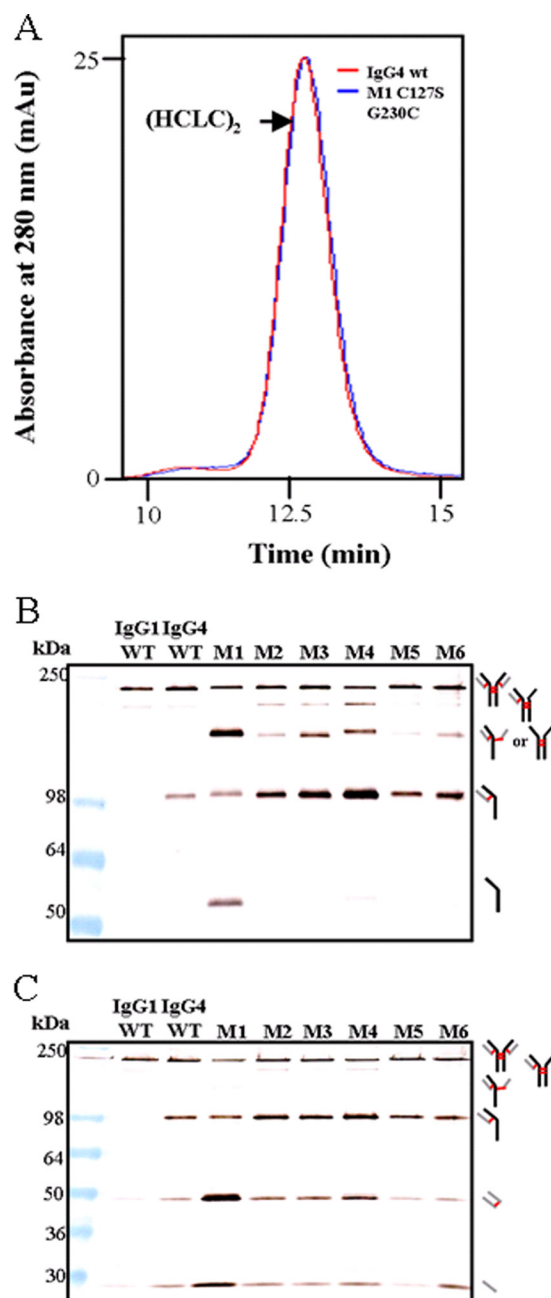 A
25
Absorbance at 280 nm (mAu)
(HCLC)2
IgG4 wt
M1 C127S
G230C
0
10
12.5
15
Time (min)
B
kDa
IgG1 IgG4
WT WT M1 M2 M3 M4 M5 M6
250
98
64
50
or
C
kDa
IgG1 IgG4
WT WT M1 M2 M3 M4 M5 M6
250
98
64
50
36
30